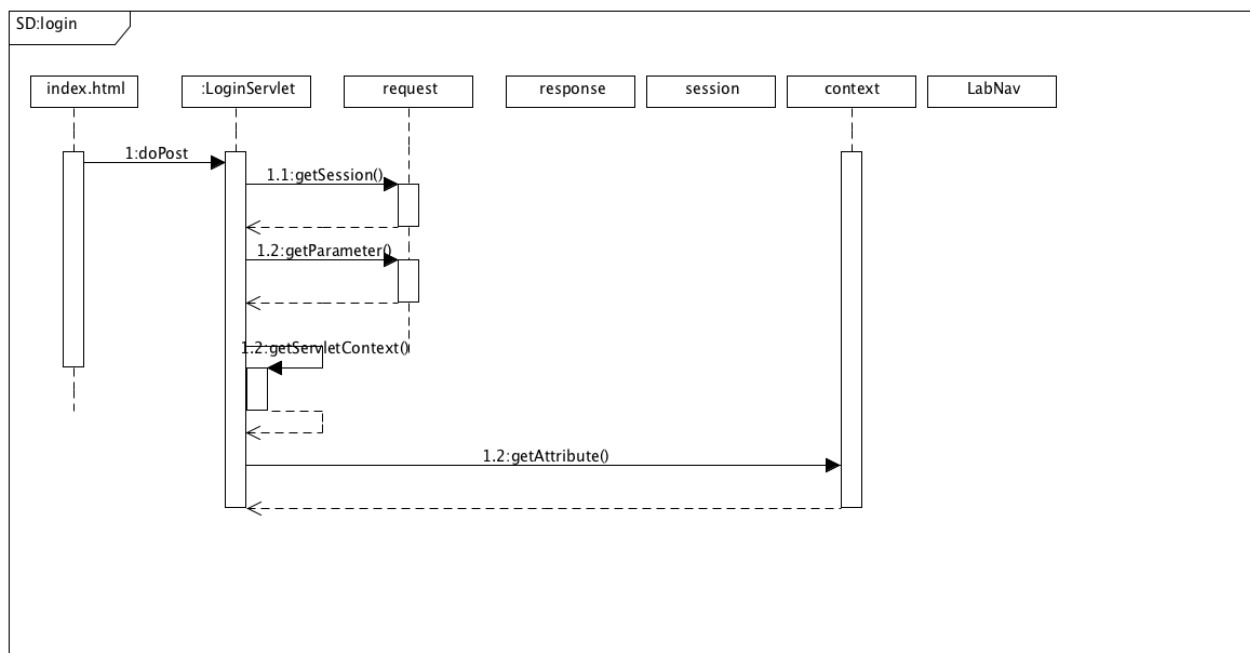 SD:login
index.html
:LoginServlet
request
response
session
context
LabNav
1:doPost
1.1:getSession()
1.2:getParameter()
1.2:getServletContext()
1.2:getAttribute()